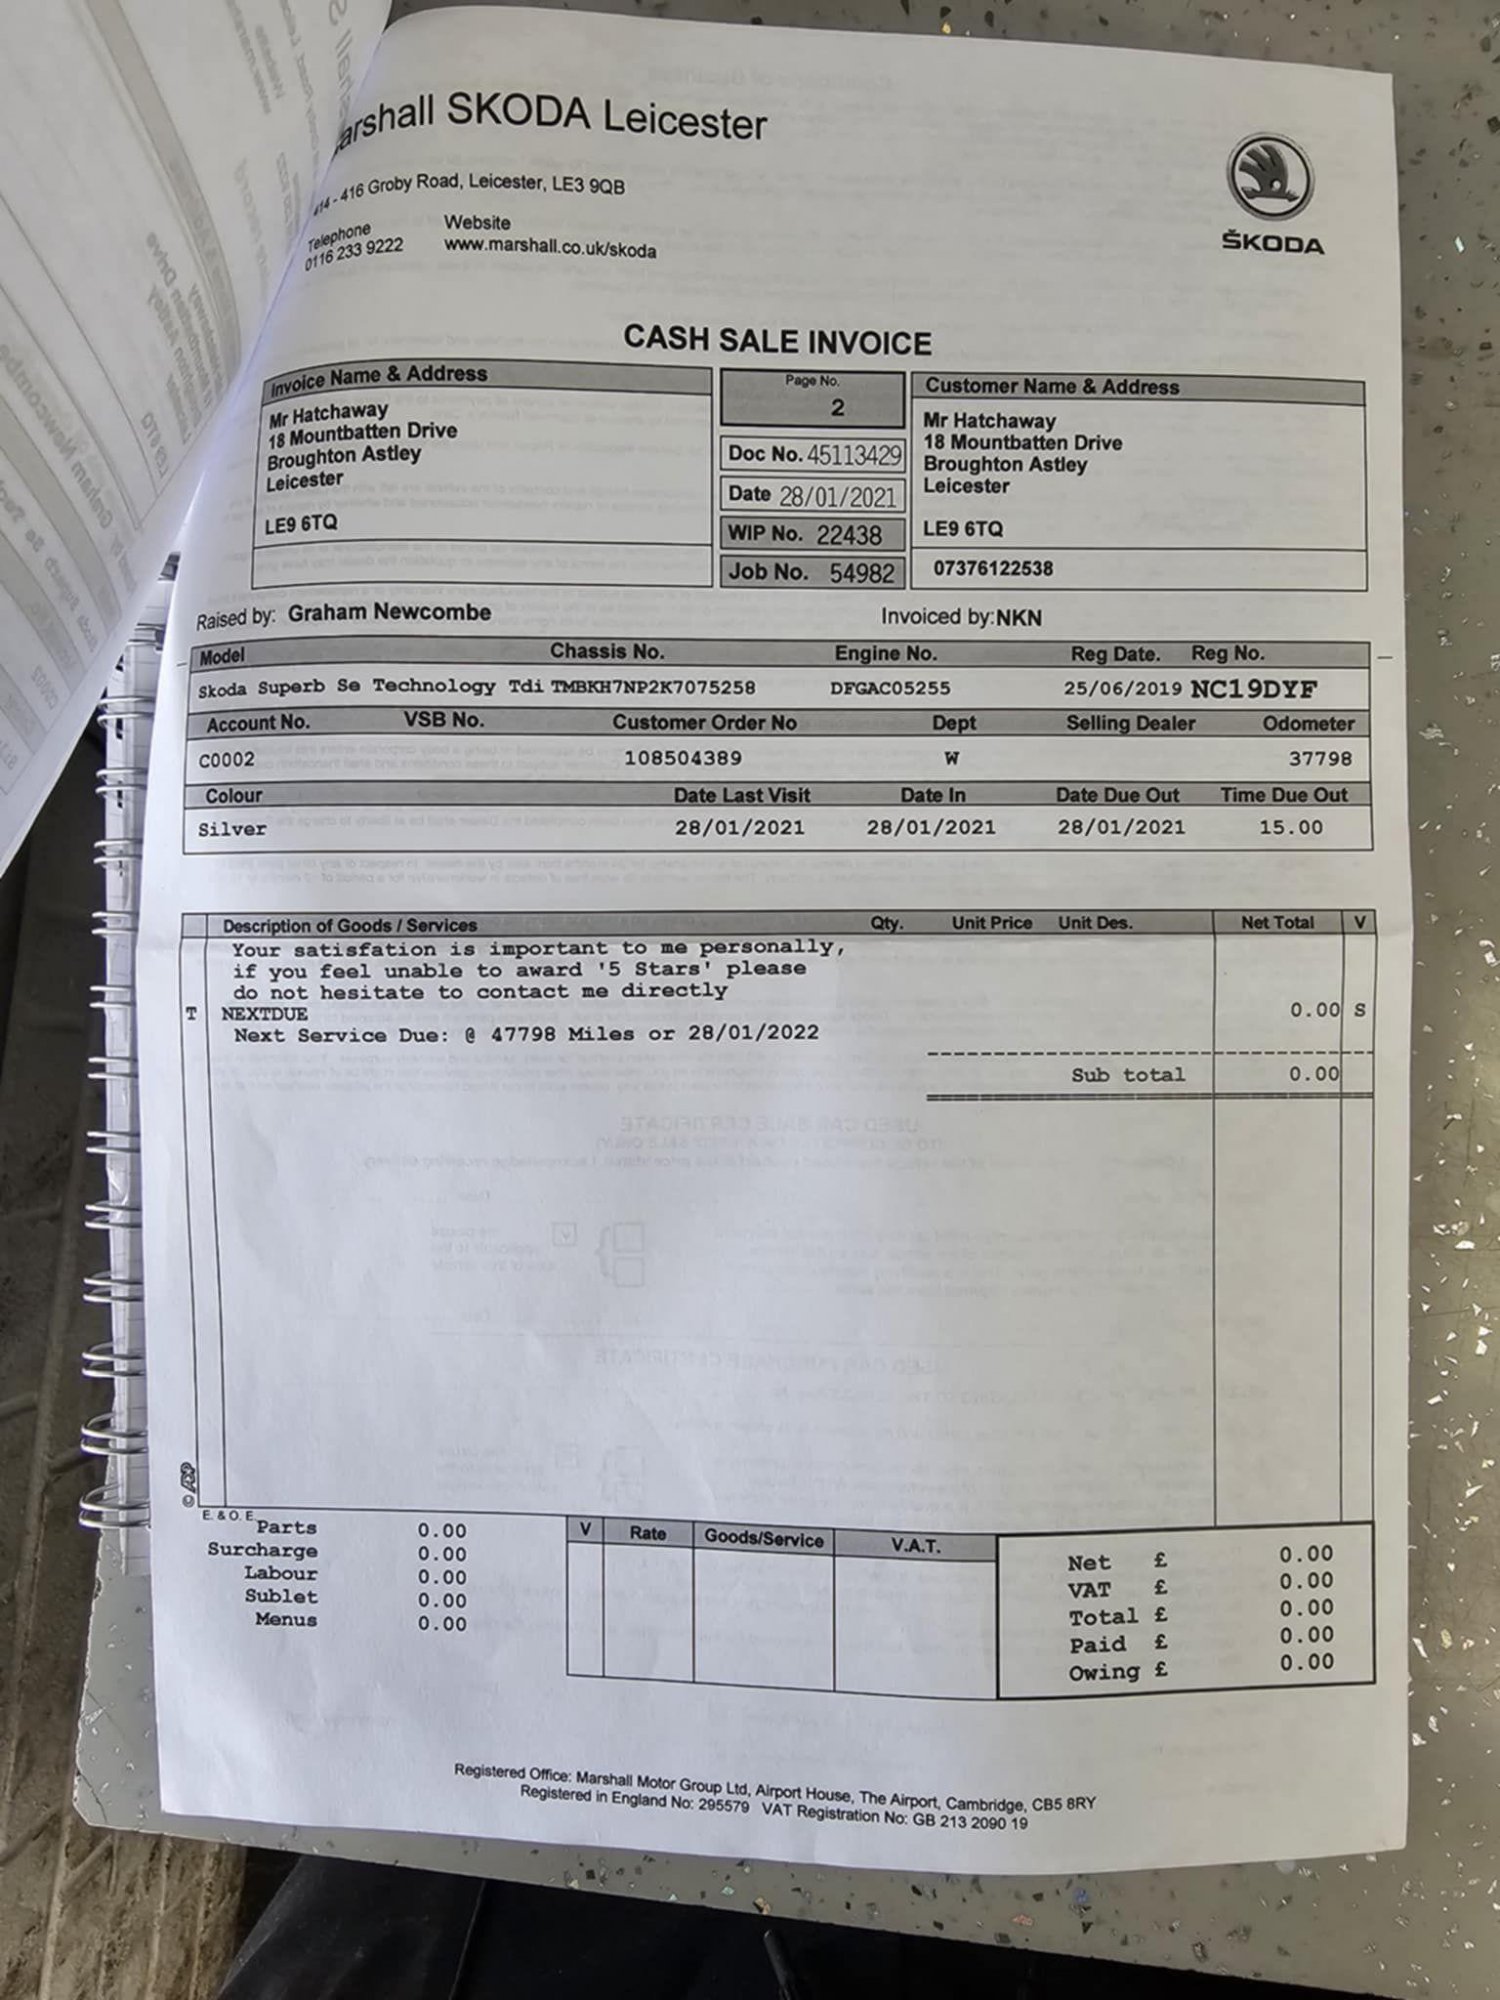 arshall SKODA Leicester
414 - 416 Groby Road, Leicester, LE3 9QB
Telephone Website
0116 233 9222 www.marshall.co.uk/skoda
ŠKODA
CASH SALE INVOICE
Invoice Name & Address
Mr Hatchaway
18 Mountbatten Drive
Broughton Astley
Leicester
LE9 6TQ
Page No.
2
Doc No. 45113429
Date 28/01/2021
WIP No. 22438
Job No. 54982
Customer Name & Address
Mr Hatchaway
18 Mountbatten Drive
Broughton Astley
Leicester
LE9 6TQ
07376122538
Raised by: Graham Newcombe Invoiced by:NKN
Model Chassis No. Engine No. Reg Date. Reg No.
Skoda Superb Se Technology Tdi TMBKH7NP2K7075258 DFGAC05255 25/06/2019 NC19DYF
Account No. VSB No. Customer Order No Dept Selling Dealer Odometer
C0002 108504389 W 37798
Colour Date Last Visit Date In Date Due Out Time Due Out
Silver 28/01/2021 28/01/2021 28/01/2021 15.00
Description of Goods / Services Qty. Unit Price Unit Des. Net Total V
Your satisfation is important to me personally,
if you feel unable to award '5 Stars' please
do not hesitate to contact me directly
T NEXTDUE 0.00 S
Next Service Due: @ 47798 Miles or 28/01/2022
Sub total 0.00
© ADP
E. & O. E.
Parts 0.00
Surcharge 0.00
Labour 0.00
Sublet 0.00
Menus 0.00
V Rate Goods/Service V.A.T.
Net £ 0.00
VAT £ 0.00
Total £ 0.00
Paid £ 0.00
Owing £ 0.00
Registered Office: Marshall Motor Group Ltd, Airport House, The Airport, Cambridge, CB5 8RY
Registered in England No: 295579 VAT Registration No: GB 213 2090 19